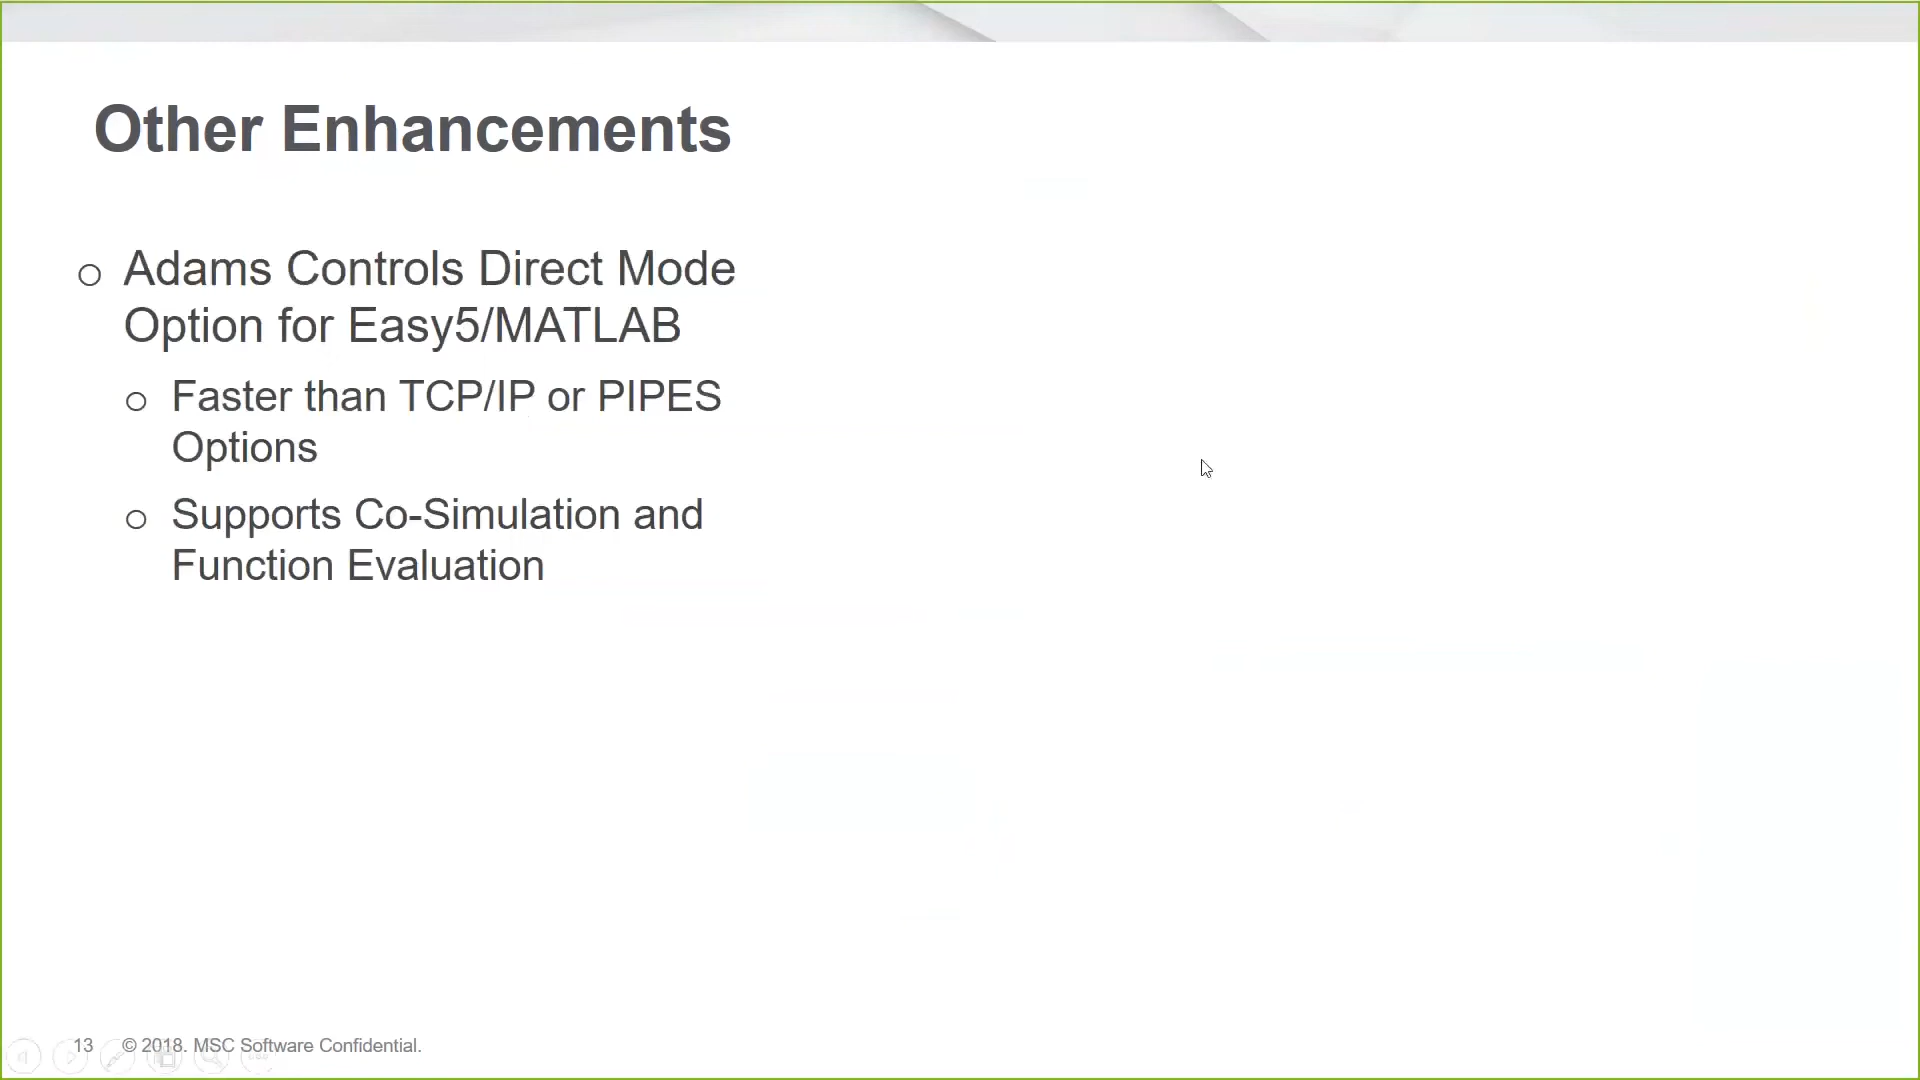 Other Enhancements
Adams Controls Direct Mode
Option for Easy5/MATLAB
Faster than TCP/IP or PIPES
Options
Supports Co-Simulation and
Function Evaluation
13 © 2018. MSC Software Confidential.